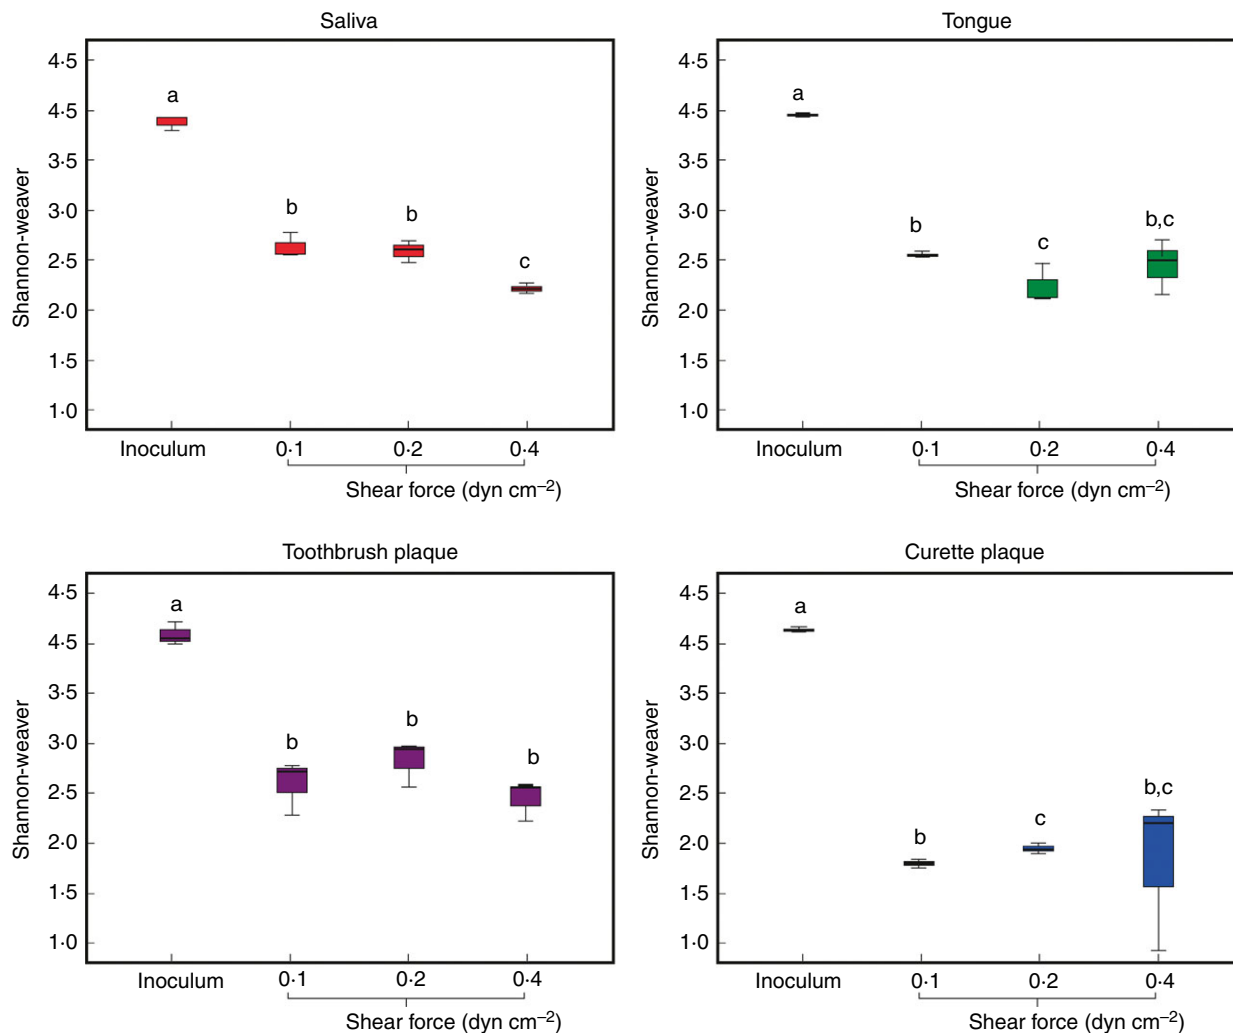 Saliva
4·5
4·5
3·5
3·0
2·5
2·0
1·5
1·0
Shannon-weaver
a
b
b
c
Inoculum 0·1 0·2 0·4
Shear force (dyn cm–2)
Tongue
4·5
4·5
3·5
3·0
2·5
2·0
1·5
1·0
Shannon-weaver
a
b
c
b,c
Inoculum 0·1 0·2 0·4
Shear force (dyn cm–2)
Toothbrush plaque
4·5
4·5
3·5
3·0
2·5
2·0
1·5
1·0
Shannon-weaver
a
b
b
b
Inoculum 0·1 0·2 0·4
Shear force (dyn cm–2)
Curette plaque
4·5
4·5
3·5
3·0
2·5
2·0
1·5
1·0
Shannon-weaver
a
b
c
b,c
Inoculum 0·1 0·2 0·4
Shear force (dyn cm–2)